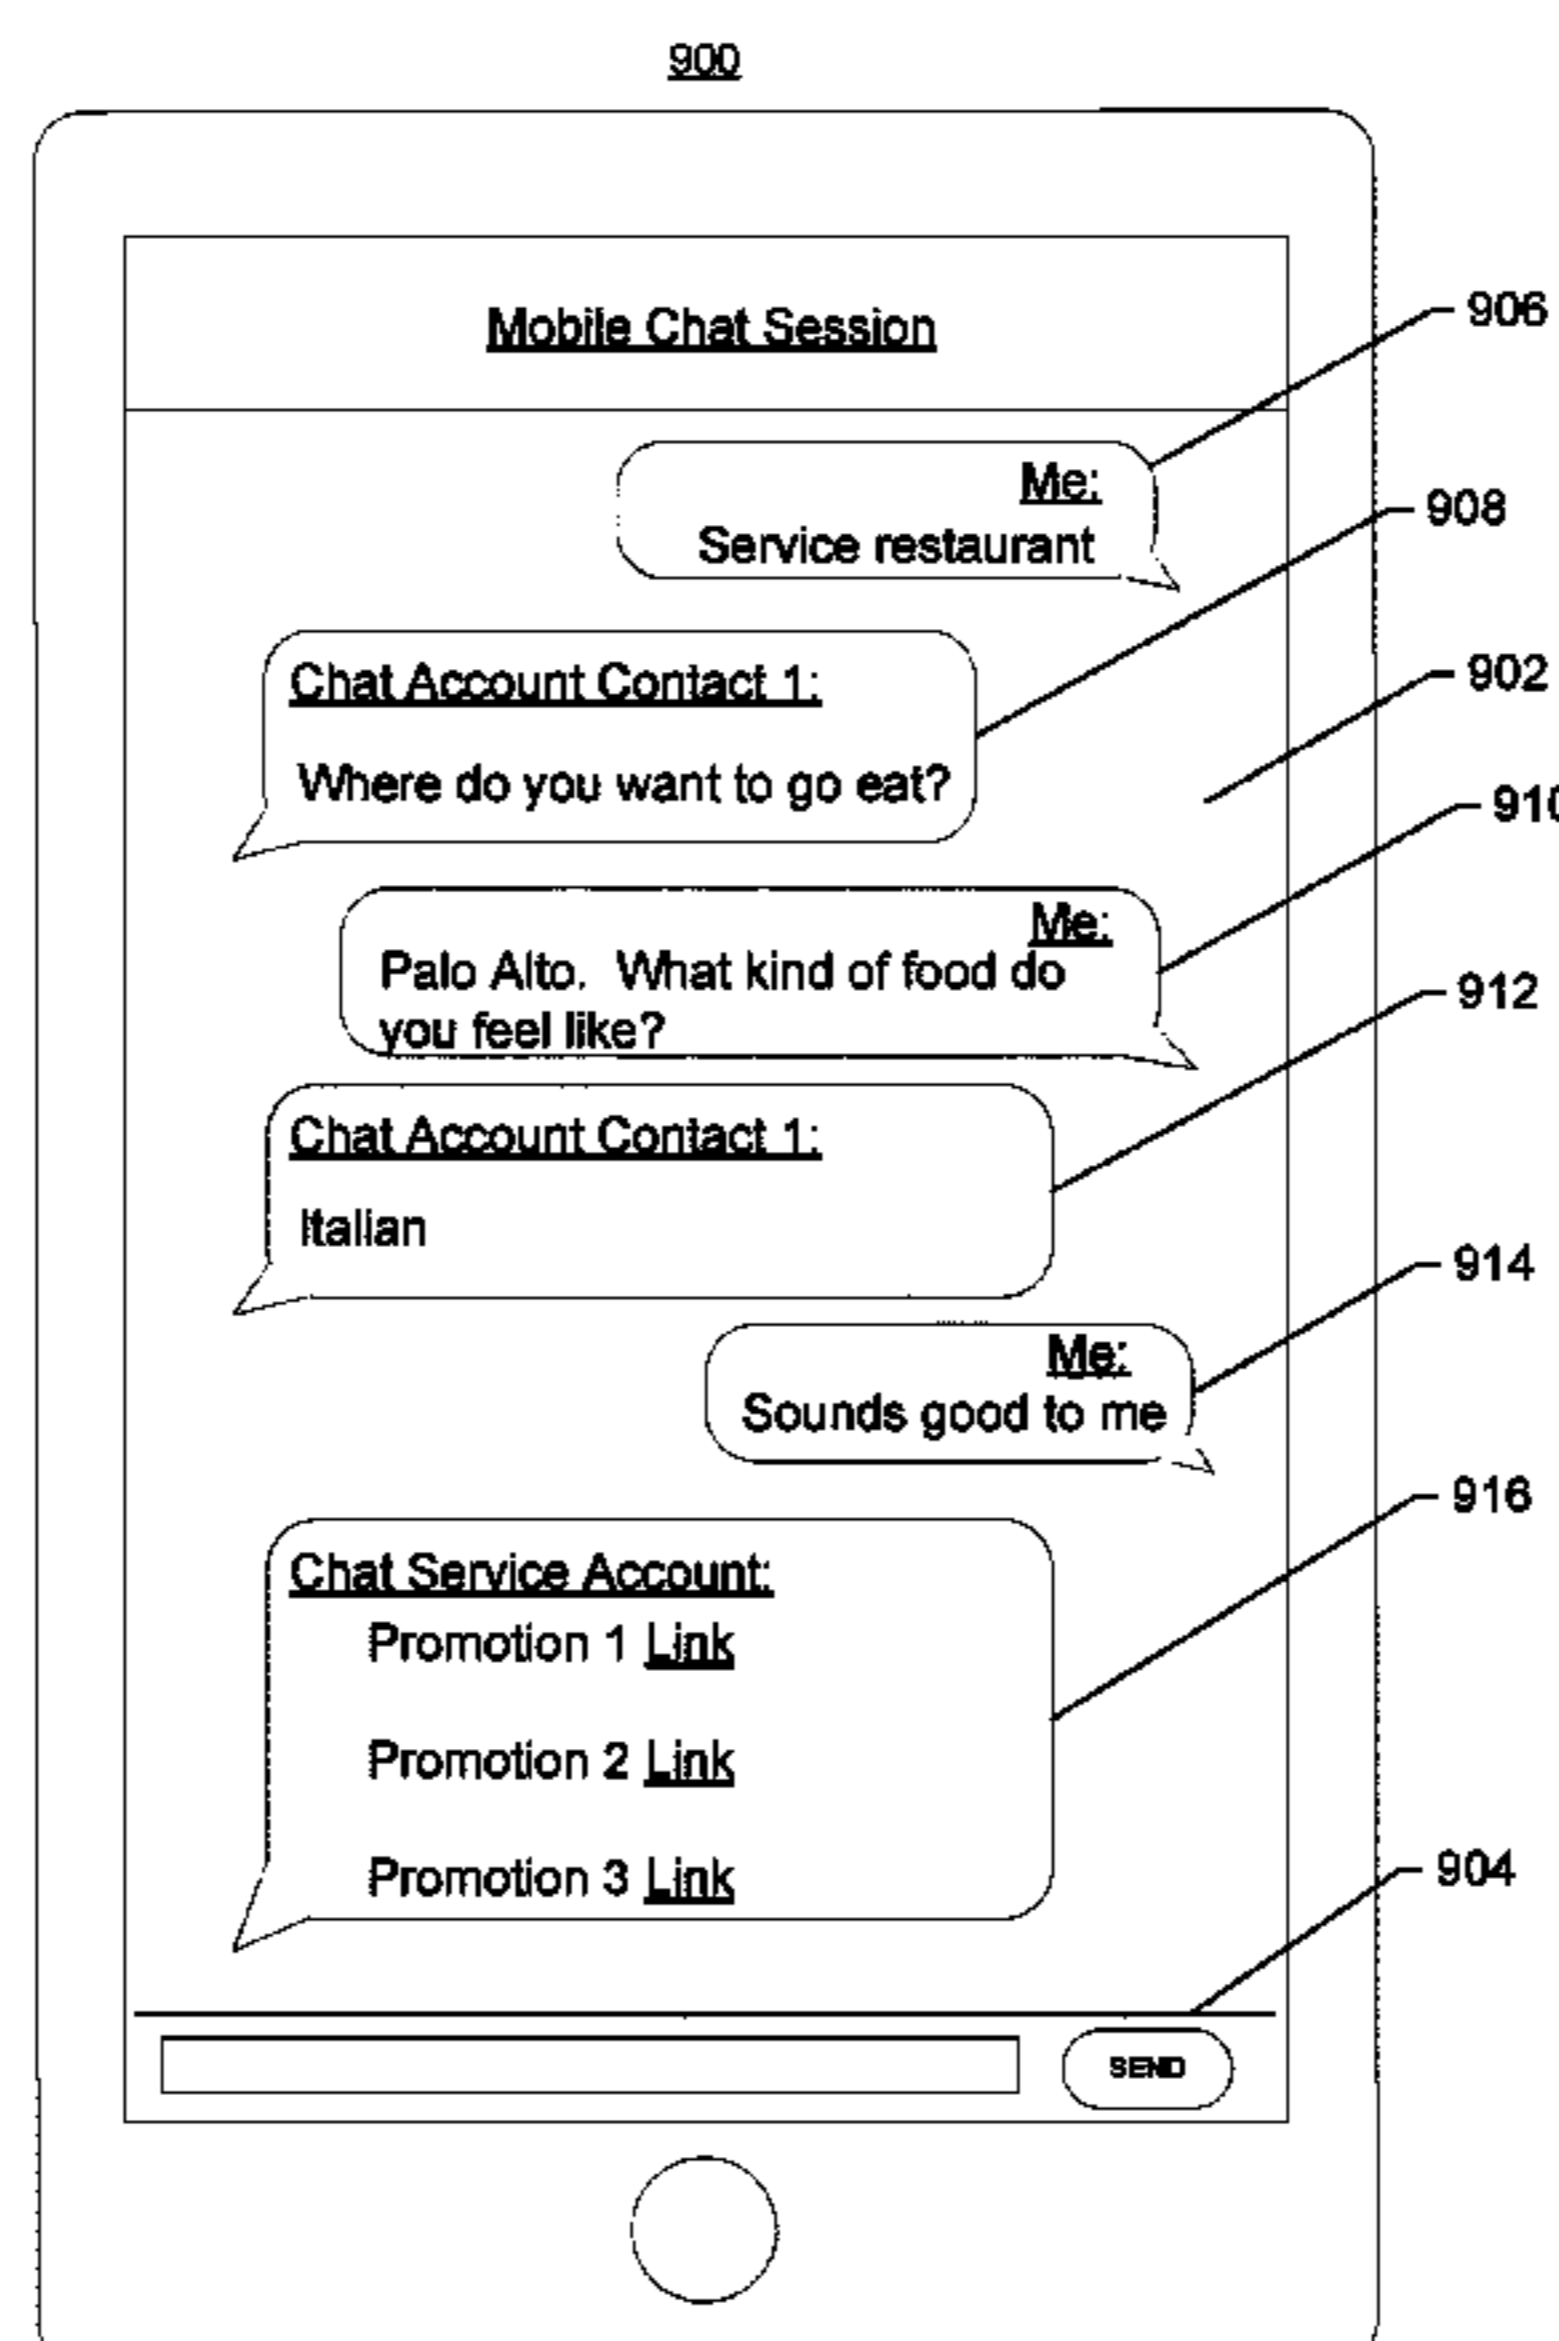 900
Mobile Chat Session
906
Me:
Service restaurant
908
Chat Account Contact 1:
Where do you want to go eat?
902
910
Me:
Palo Alto.  What kind of food do
you feel like?
912
Chat Account Contact 1:
Italian
914
Me:
Sounds good to me
916
Chat Service Account:
Promotion 1 Link
Promotion 2 Link
Promotion 3 Link
904
SEND